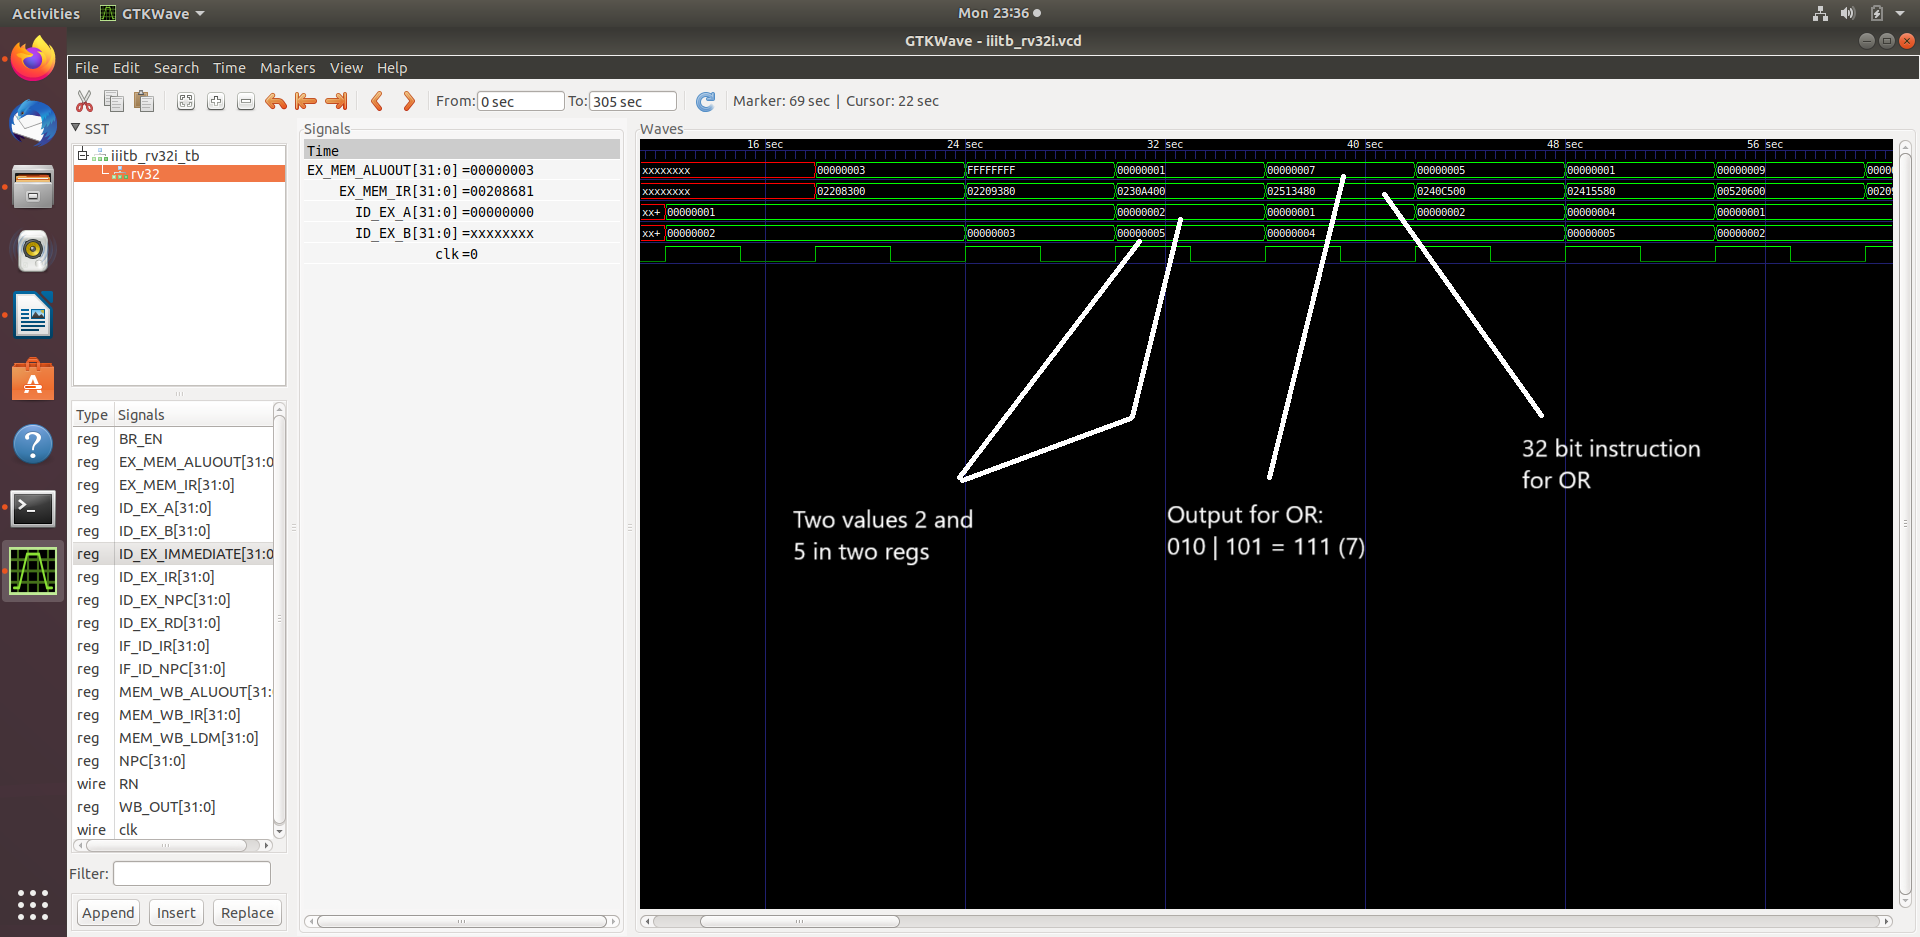 Activities GTKWave Mon 23:36
GTKWave - iiitb_rv32i.vcd
File Edit Search Time Markers View Help
From: 0 sec To: 305 sec Marker: 69 sec | Cursor: 22 sec
SST
iiitb_rv32i_tb
rv32
Type Signals
reg BR_EN
reg EX_MEM_ALUOUT[31:0
reg EX_MEM_IR[31:0]
reg ID_EX_A[31:0]
reg ID_EX_B[31:0]
reg ID_EX_IMMEDIATE[31:0
reg ID_EX_IR[31:0]
reg ID_EX_NPC[31:0]
reg ID_EX_RD[31:0]
reg IF_ID_IR[31:0]
reg IF_ID_NPC[31:0]
reg MEM_WB_ALUOUT[31:
reg MEM_WB_IR[31:0]
reg MEM_WB_LDM[31:0]
reg NPC[31:0]
wire RN
reg WB_OUT[31:0]
wire clk
Filter:
Append Insert Replace
Signals
Time
EX_MEM_ALUOUT[31:0] =00000003
EX_MEM_IR[31:0] =00208681
ID_EX_A[31:0] =00000000
ID_EX_B[31:0] =xxxxxxxx
clk =0
Waves
16 sec 24 sec 32 sec 40 sec 48 sec 56 sec
xxxxxxxx 00000003 FFFFFFFF 00000001 00000007 00000005 00000001 00000009 0000
xxxxxxxx 02208300 02209380 0230A400 02513480 0240C500 02415580 00520600 0020
xx+ 00000001 00000002 00000001 00000002 00000004 00000001
xx+ 00000002 00000003 00000005 00000004 00000005 00000002
Two values 2 and
5 in two regs
Output for OR:
010 | 101 = 111 (7)
32 bit instruction
for OR